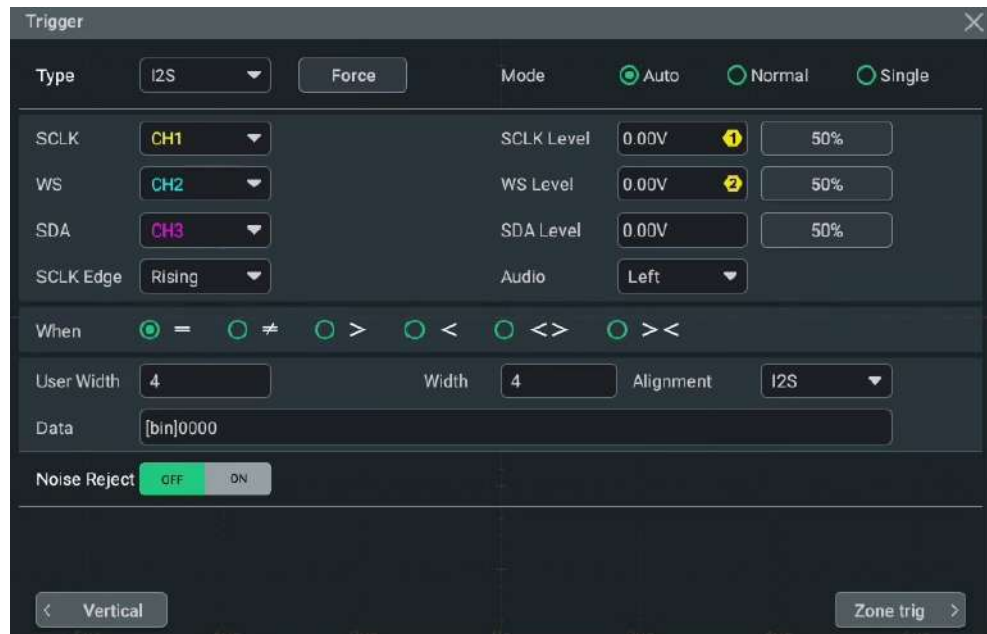 Trigger
Type I2S Force Mode Auto Normal Single
SCLK CH1 SCLK Level 0.00V 1 50%
WS CH2 WS Level 0.00V 2 50%
SDA CH3 SDA Level 0.00V 50%
SCLK Edge Rising Audio Left
When = ≠ > < <> ><
User Width 4 Width 4 Alignment I2S
Data [bin]0000
Noise Reject OFF ON
< Vertical Zone trig >